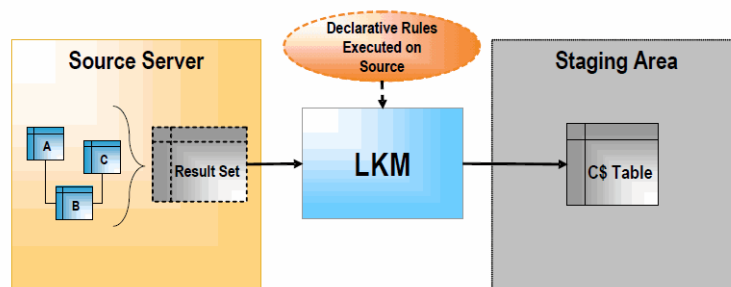 Declarative Rules
Executed on
Source
Source Server
Staging Area
A
C
B
Result Set
LKM
C$ Table